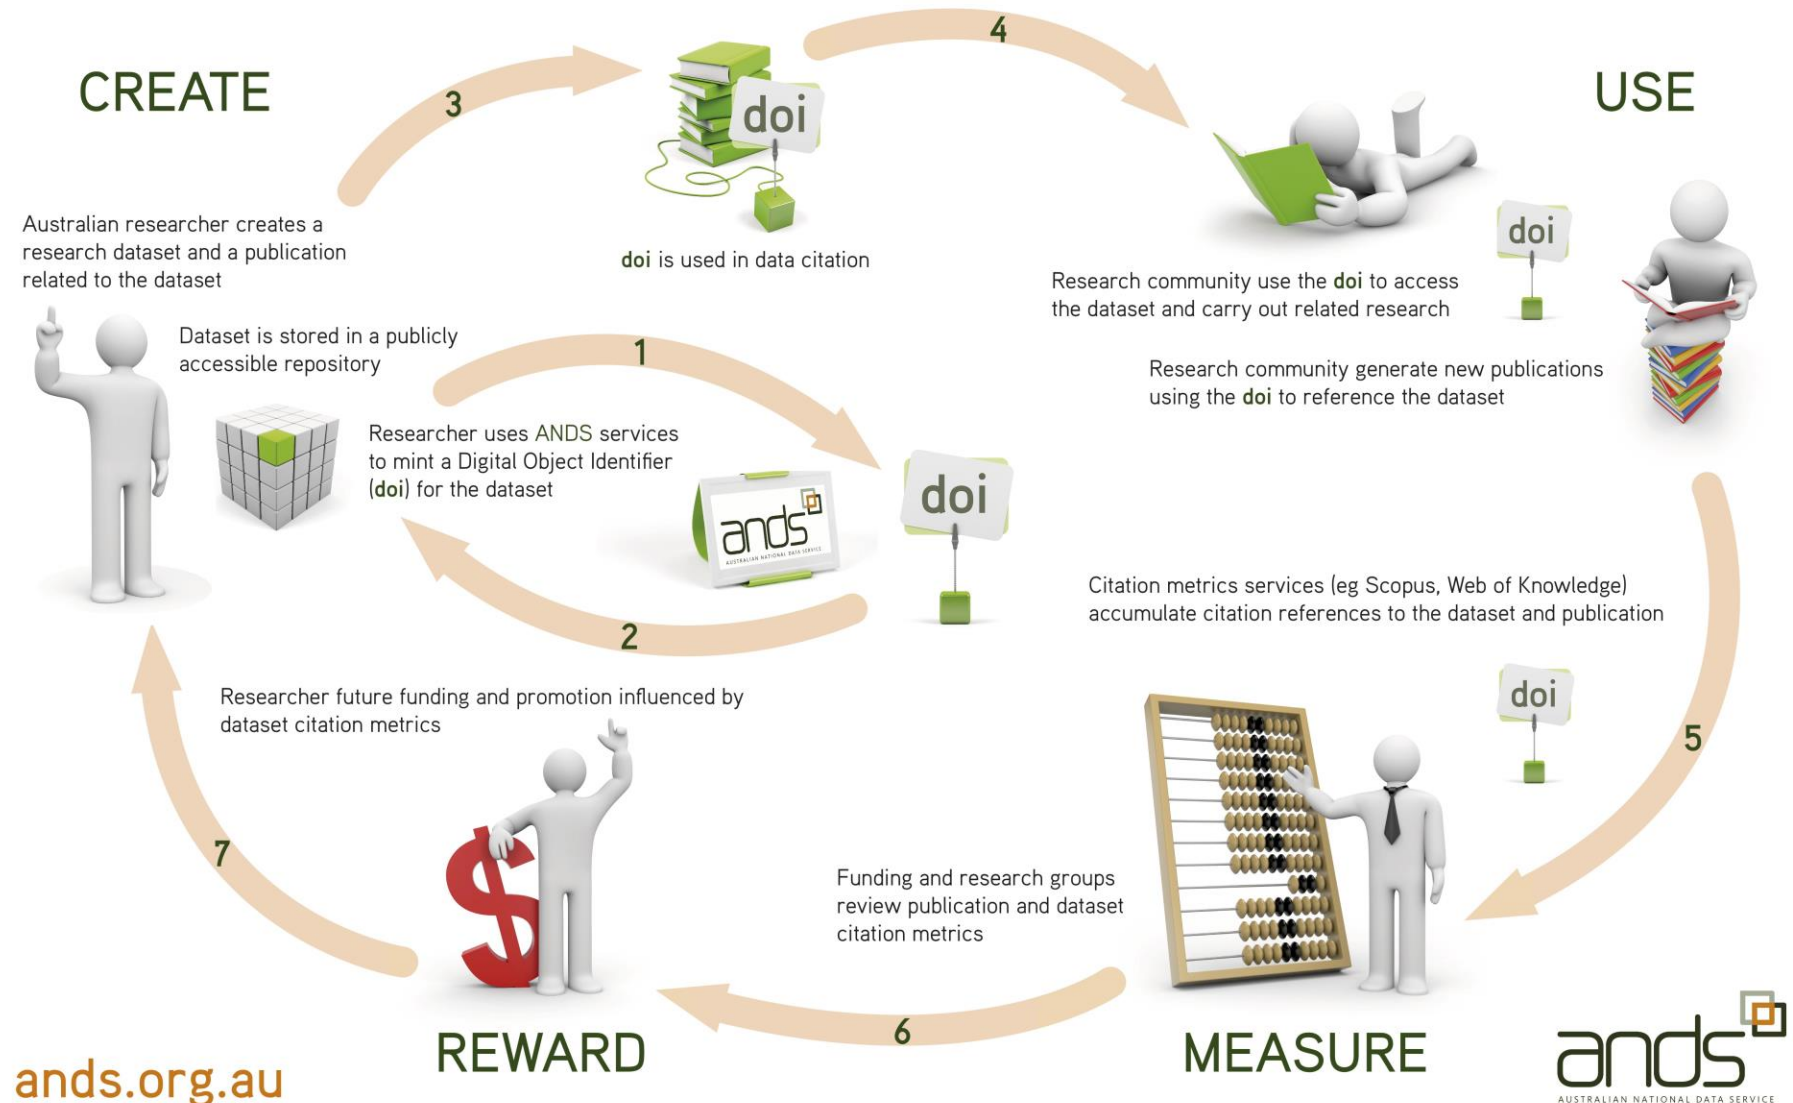 CREATE
3
4
USE
doi
doi is used in data citation
Australian researcher creates a
research dataset and a publication
related to the dataset
Dataset is stored in a publicly
accessible repository
1
Researcher uses ANDS services
to mint a Digital Object Identifier
(doi) for the dataset
ands
AUSTRALIAN NATIONAL DATA SERVICE
doi
2
doi
Research community use the doi to access
the dataset and carry out related research
Research community generate new publications
using the doi to reference the dataset
Citation metrics services (eg Scopus, Web of Knowledge)
accumulate citation references to the dataset and publication
doi
5
Funding and research groups
review publication and dataset
citation metrics
MEASURE
6
Researcher future funding and promotion influenced by
dataset citation metrics
REWARD
7
ands.org.au
ands
AUSTRALIAN NATIONAL DATA SERVICE